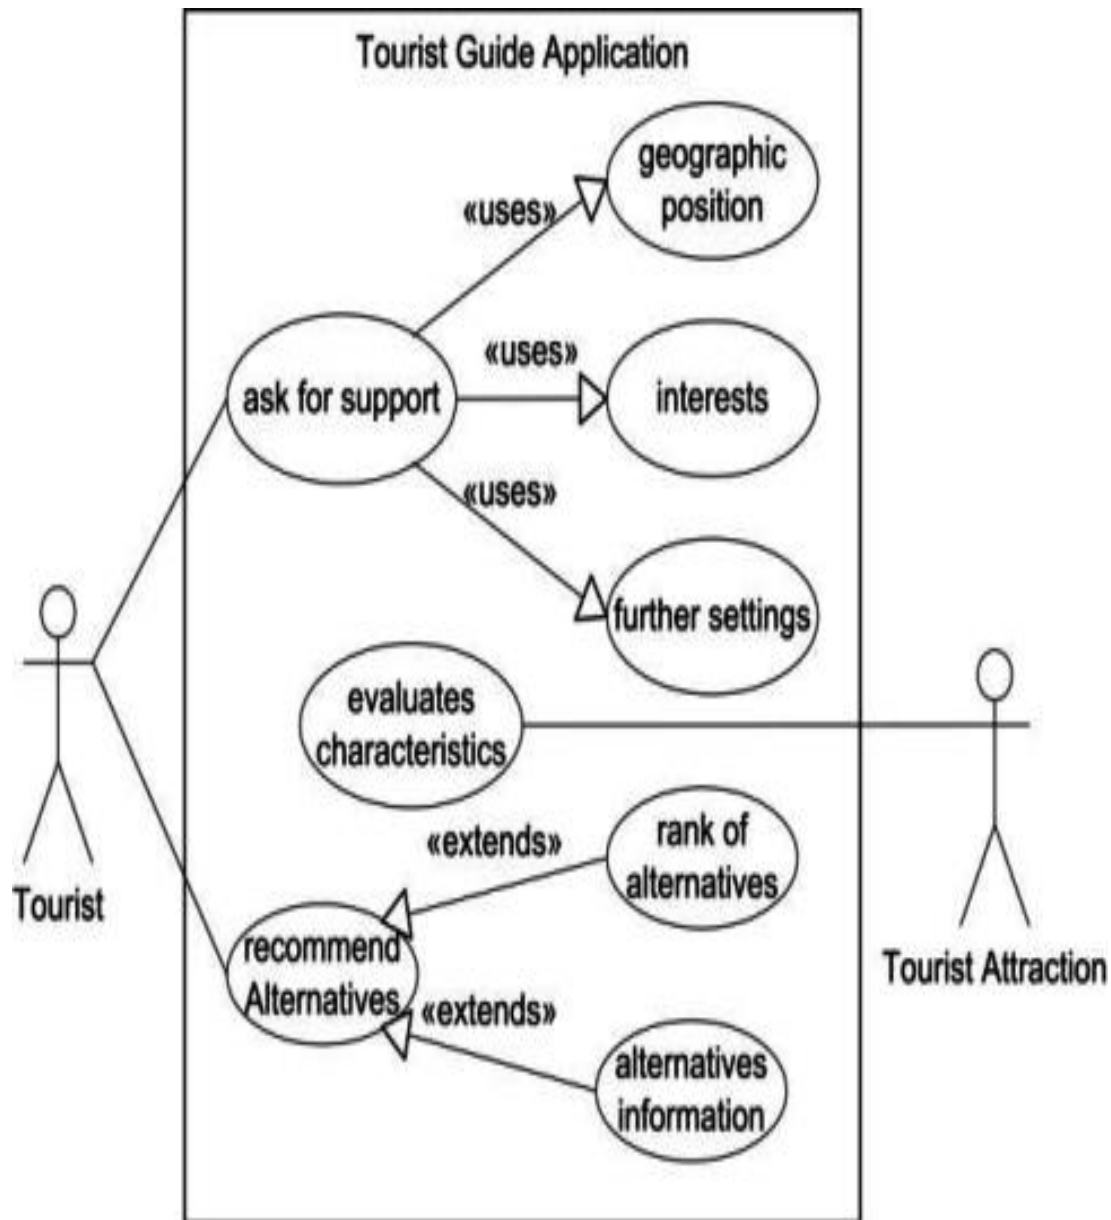 Tourist Guide Application
geographic
position
«uses»
«uses»
ask for support
interests
«uses»
further settings
evaluates
characteristics
rank of
alternatives
«extends»
Tourist
recommend
Alternatives
Tourist Attraction
«extends»
alternatives
information